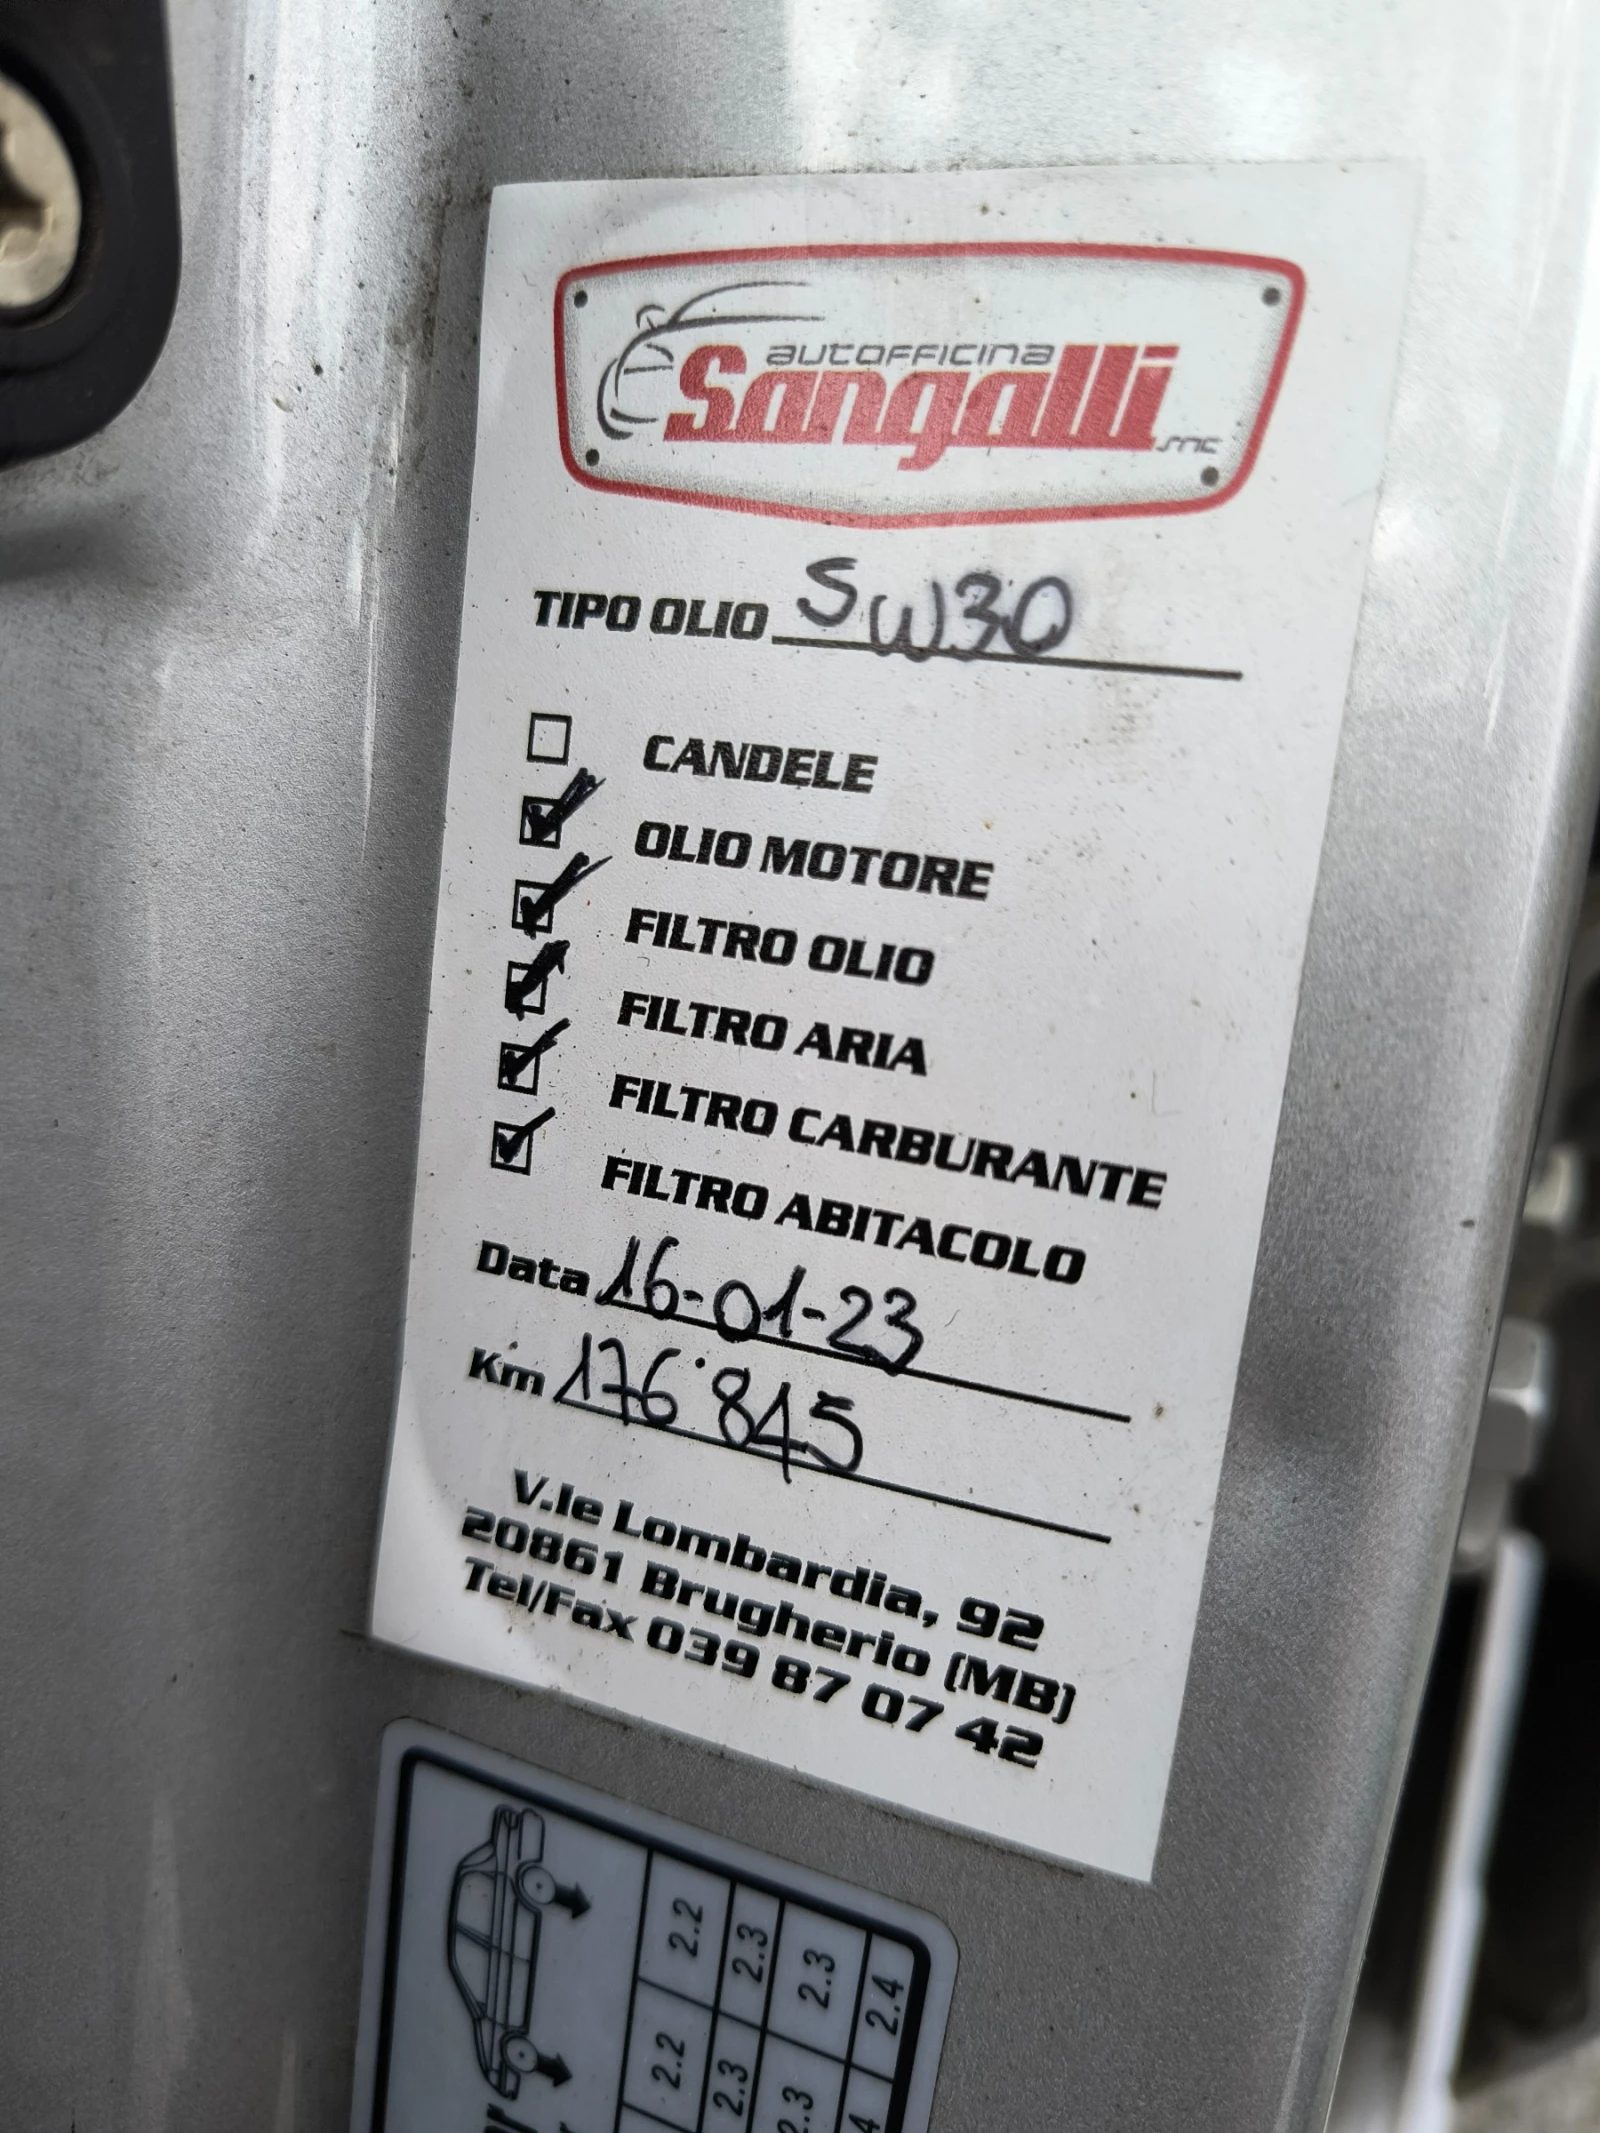 autofficina
Sangalli snc
TIPO OLIO 5W30
CANDELE
OLIO MOTORE
FILTRO OLIO
FILTRO ARIA
FILTRO CARBURANTE
FILTRO ABITACOLO
Data 16-01-23
Km 176'845
V.le Lombardia, 92
20861 Brugherio (MB)
Tel/Fax 039 87 07 42
2.2 2.2
2.3 2.3
2.3 2.3
2.4